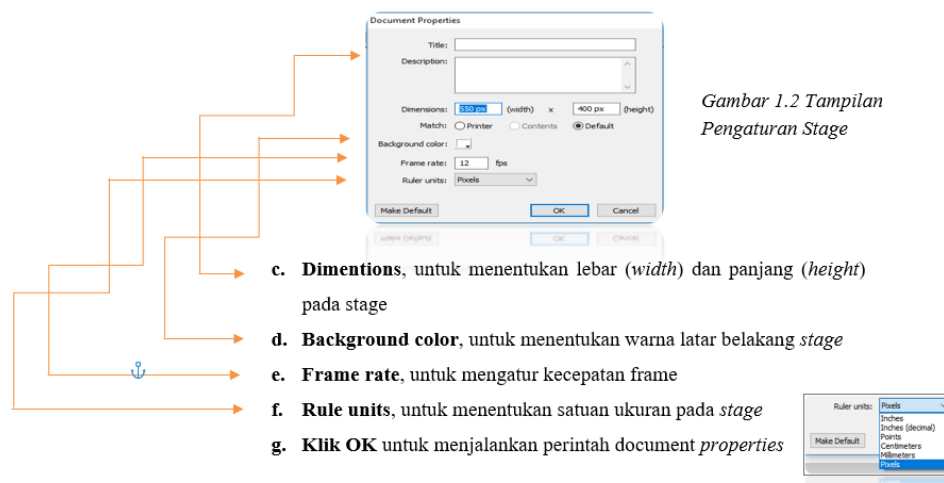 Document Properties
Title:
Description:
Dimensions: 550 px (width) x 400 px (height)
Match: Printer Contents Default
Background color:
Frame rate: 12 fps
Ruler units: Pixels
Make Default OK Cancel
Gambar 1.2 Tampilan
Pengaturan Stage
c. Dimentions, untuk menentukan lebar (width) dan panjang (height)
pada stage
d. Background color, untuk menentukan warna latar belakang stage
e. Frame rate, untuk mengatur kecepatan frame
f. Rule units, untuk menentukan satuan ukuran pada stage
g. Klik OK untuk menjalankan perintah document properties
Ruler units: Pixels
Inches
Inches (decimal)
Points
Make Default
Centimeters
Millimeters
Pixels